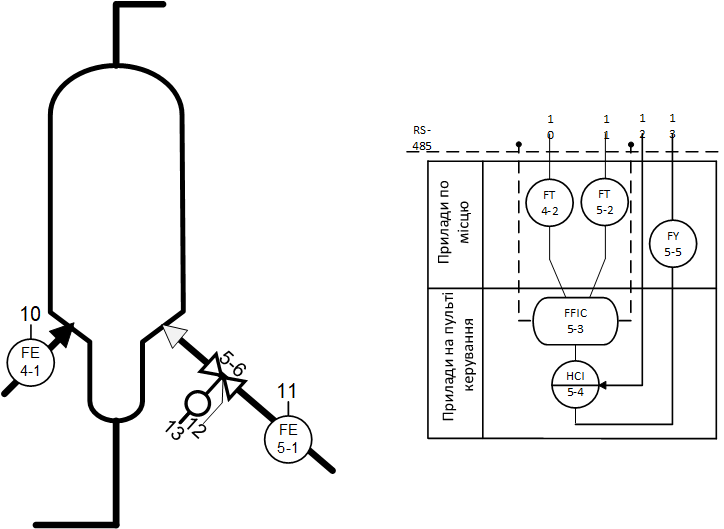 10
FE
4-1
5-6
11
FE
5-1
13
12
RS-
485
1
0
1
1
1
2
1
3
Прилади по
місцю
FT
4-2
FT
5-2
FY
5-5
Прилади на пульті
керування
FFIC
5-3
HCI
5-4